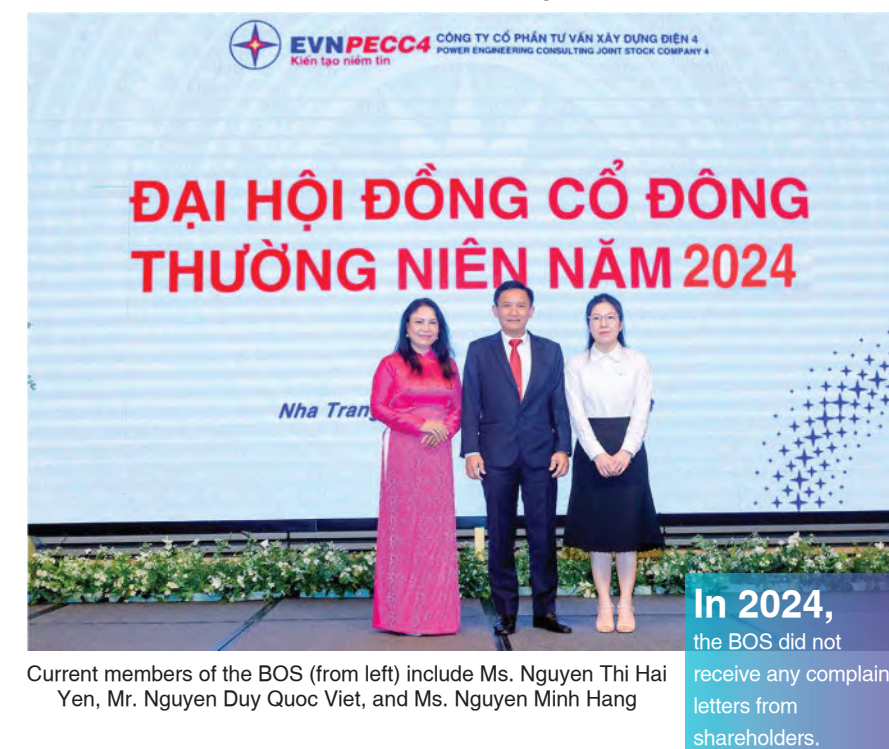 EVNPECC4
Kiến tạo niềm tin
CÔNG TY CỔ PHẦN TƯ VẤN XÂY DỰNG ĐIỆN 4
POWER ENGINEERING CONSULTING JOINT STOCK COMPANY 4
ĐẠI HỘI ĐỒNG CỔ ĐÔNG
THƯỜNG NIÊN NĂM 2024
Nha Tran
Current members of the BOS (from left) include Ms. Nguyen Thi Hai
Yen, Mr. Nguyen Duy Quoc Viet, and Ms. Nguyen Minh Hang
In 2024,
the BOS did not
receive any complain
letters from
shareholders.